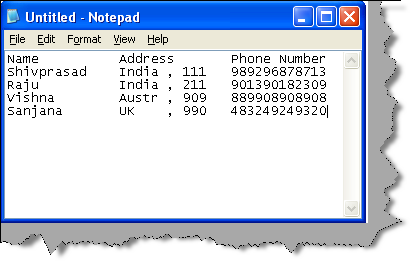 Untitled - Notepad
File Edit Format View Help
Name Address Phone Number
Shivprasad India , 111 989296878713
Raju India , 211 901390182309
Vishna Austr , 909 889908908908
Sanjana UK , 990 483249249320